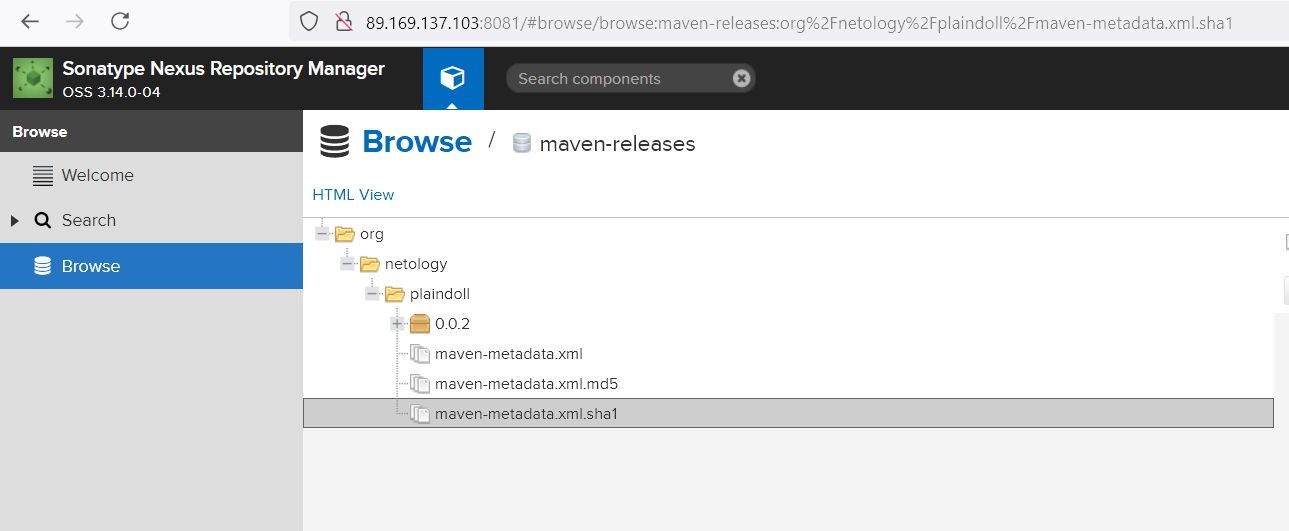 89.169.137.103:8081/#browse/browse:maven-releases:org%2Fnetology%2Fplaindoll%2Fmaven-metadata.xml.sha1
Sonatype Nexus Repository Manager
OSS 3.14.0-04
Search components
Browse
Welcome
Search
Browse
Browse / maven-releases
HTML View
org
netology
plaindoll
0.0.2
maven-metadata.xml
maven-metadata.xml.md5
maven-metadata.xml.sha1